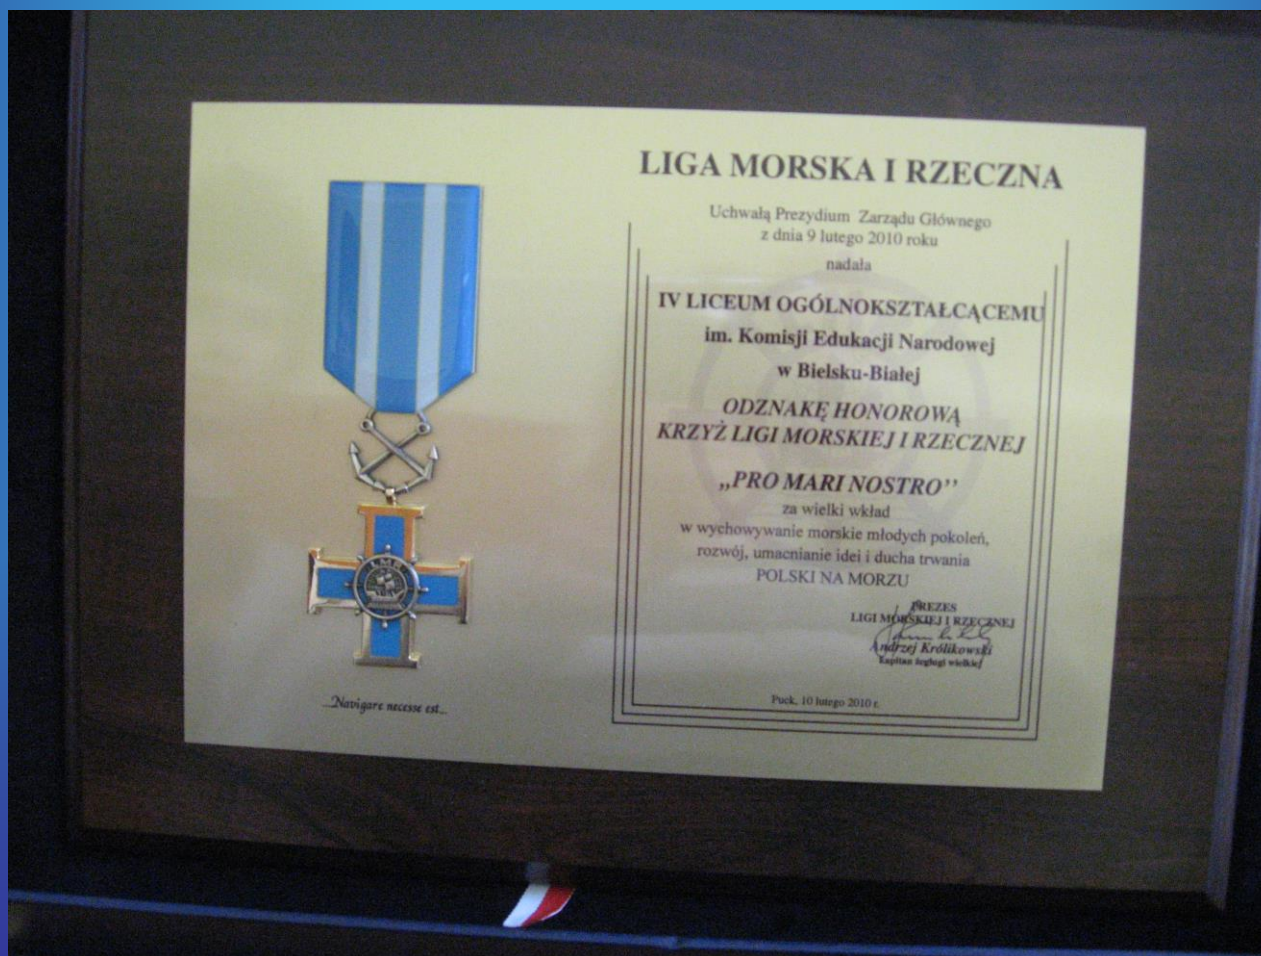 LIGA MORSKA I RZECZNA
Uchwałą Prezydium Zarządu Głównego
z dnia 9 lutego 2010 roku
nadała
IV LICEUM OGÓLNOKSZTAŁCĄCEMU
im. Komisji Edukacji Narodowej
w Bielsku-Białej
ODZNAKĘ HONOROWĄ
KRZYŻ LIGI MORSKIEJ I RZECZNEJ
„PRO MARI NOSTRO”
za wielki wkład
w wychowywanie morskie młodych pokoleń,
rozwój, umacnianie idei i ducha trwania
POLSKI NA MORZU
PREZES
LIGI MORSKIEJ I RZECZNEJ
Andrzej Królikowski
kapitan żeglugi wielkiej
Puck, 10 lutego 2010 r.
LMR
...Navigare necesse est...